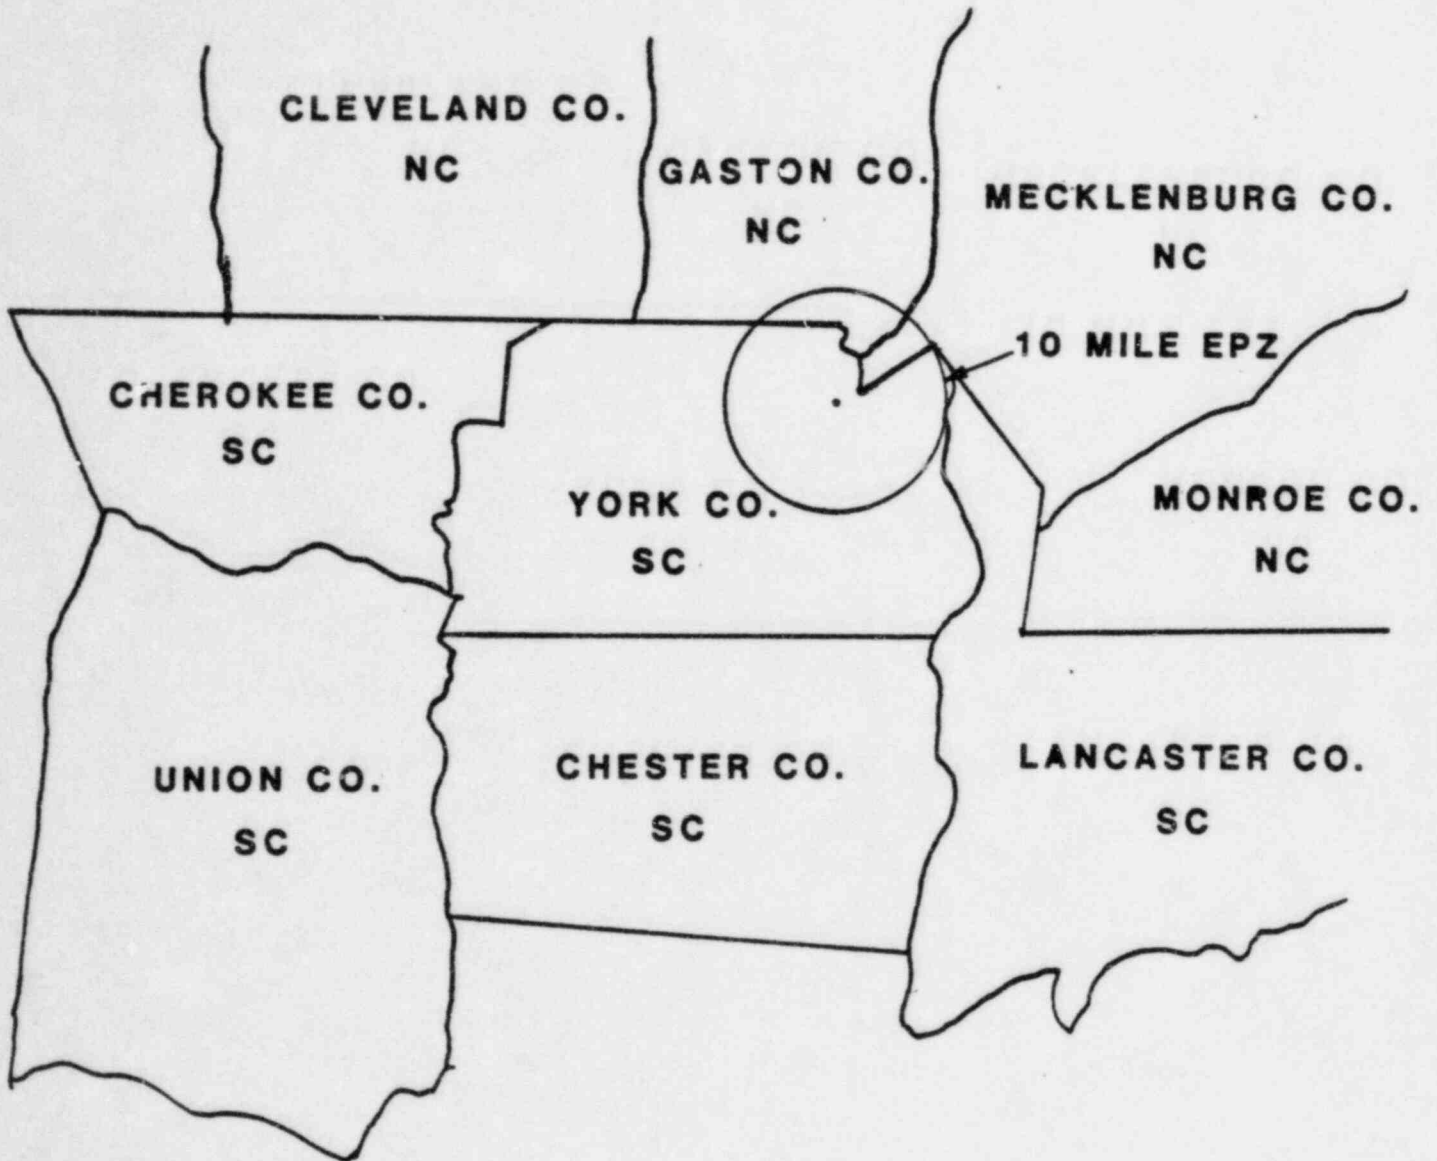 CLEVELAND CO.
NC
GASTON CO.
NC
MECKLENBURG CO.
NC
10 MILE EPZ
CHEROKEE CO.
SC
YORK CO.
SC
MONROE CO.
NC
UNION CO.
SC
CHESTER CO.
SC
LANCASTER CO.
SC